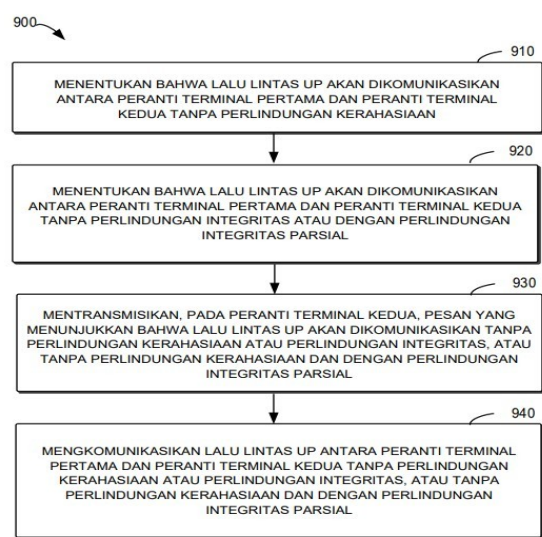 900
910
MENENTUKAN BAHWA LALU LINTAS UP AKAN DIKOMUNIKASIKAN
ANTARA PERANTI TERMINAL PERTAMA DAN PERANTI TERMINAL
KEDUA TANPA PERLINDUNGAN KERAHASIAAN
920
MENENTUKAN BAHWA LALU LINTAS UP AKAN DIKOMUNIKASIKAN
ANTARA PERANTI TERMINAL PERTAMA DAN PERANTI TERMINAL KEDUA
TANPA PERLINDUNGAN INTEGRITAS ATAU DENGAN PERLINDUNGAN
INTEGRITAS PARSIAL
930
MENTRANSMISIKAN, PADA PERANTI TERMINAL KEDUA, PESAN YANG
MENUNJUKKAN BAHWA LALU LINTAS UP AKAN DIKOMUNIKASIKAN TANPA
PERLINDUNGAN KERAHASIAAN ATAU PERLINDUNGAN INTEGRITAS, ATAU
TANPA PERLINDUNGAN KERAHASIAAN DAN DENGAN PERLINDUNGAN
INTEGRITAS PARSIAL
940
MENGKOMUNIKASIKAN LALU LINTAS UP ANTARA PERANTI TERMINAL
PERTAMA DAN PERANTI TERMINAL KEDUA TANPA PERLINDUNGAN
KERAHASIAAN ATAU PERLINDUNGAN INTEGRITAS, ATAU TANPA
PERLINDUNGAN KERAHASIAAN DAN DENGAN PERLINDUNGAN
INTEGRITAS PARSIAL